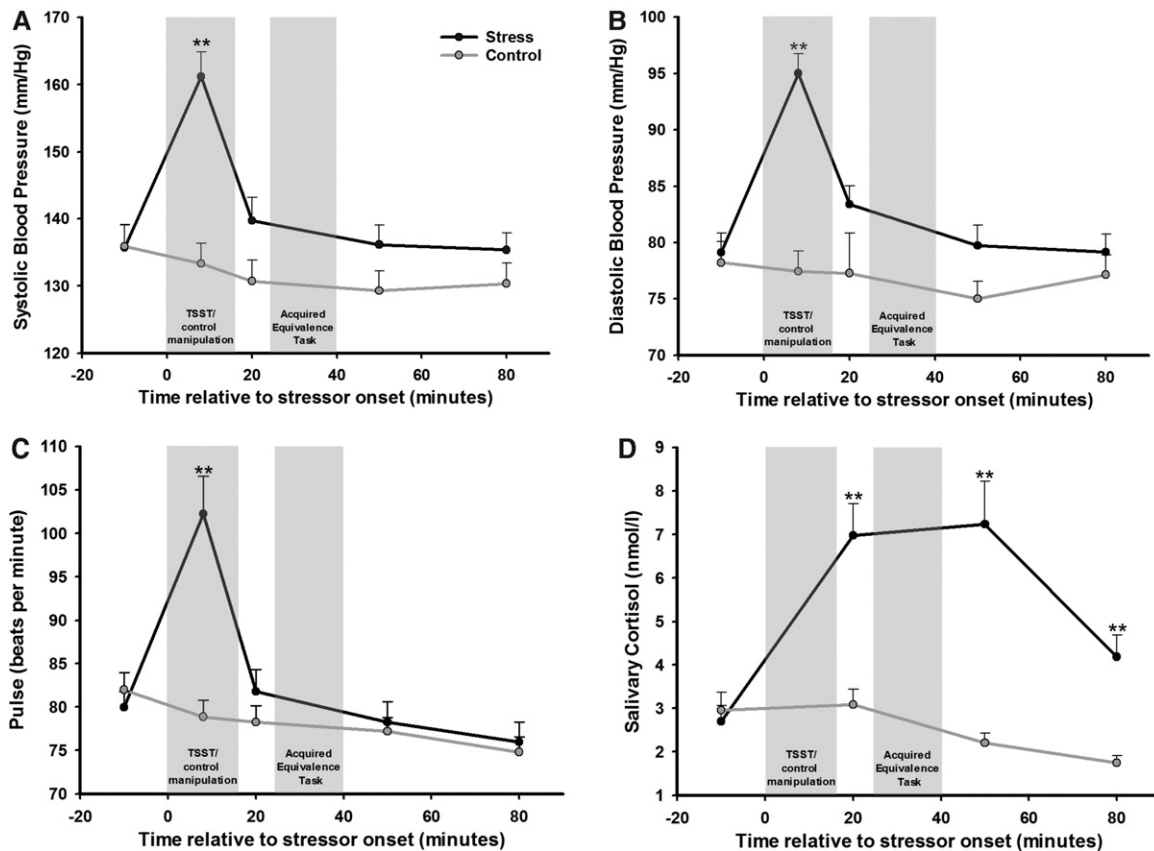 A
170
160
150
140
130
120
Systolic Blood Pressure (mm/Hg)
**
Stress
Control
TSST/
control
manipulation
Acquired
Equivalence
Task
-20 0 20 40 60 80
Time relative to stressor onset (minutes)
B
100
95
90
85
80
75
70
Diastolic Blood Pressure (mm/Hg)
**
TSST/
control
manipulation
Acquired
Equivalence
Task
-20 0 20 40 60 80
Time relative to stressor onset (minutes)
C
110
105
100
95
90
85
80
75
70
Pulse (beats per minute)
**
TSST/
control
manipulation
Acquired
Equivalence
Task
-20 0 20 40 60 80
Time relative to stressor onset (minutes)
D
9
8
7
6
5
4
3
2
1
Salivary Cortisol (nmol/l)
**
**
**
TSST/
control
manipulation
Acquired
Equivalence
Task
-20 0 20 40 60 80
Time relative to stressor onset (minutes)